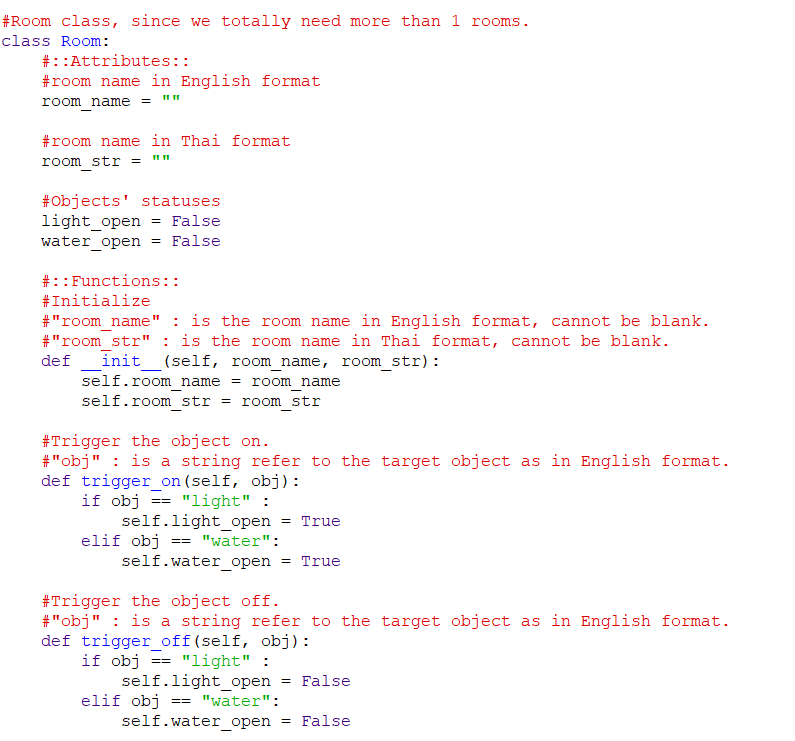 #Room class, since we totally need more than 1 rooms.
class Room:
    #::Attributes::
    #room name in English format
    room_name = ""

    #room name in Thai format
    room_str = ""

    #Objects' statuses
    light_open = False
    water_open = False

    #::Functions::
    #Initialize
    #"room_name" : is the room name in English format, cannot be blank.
    #"room_str" : is the room name in Thai format, cannot be blank.
    def __init__(self, room_name, room_str):
        self.room_name = room_name
        self.room_str = room_str

    #Trigger the object on.
    #"obj" : is a string refer to the target object as in English format.
    def trigger_on(self, obj):
        if obj == "light" :
            self.light_open = True
        elif obj == "water":
            self.water_open = True

    #Trigger the object off.
    #"obj" : is a string refer to the target object as in English format.
    def trigger_off(self, obj):
        if obj == "light" :
            self.light_open = False
        elif obj == "water":
            self.water_open = False